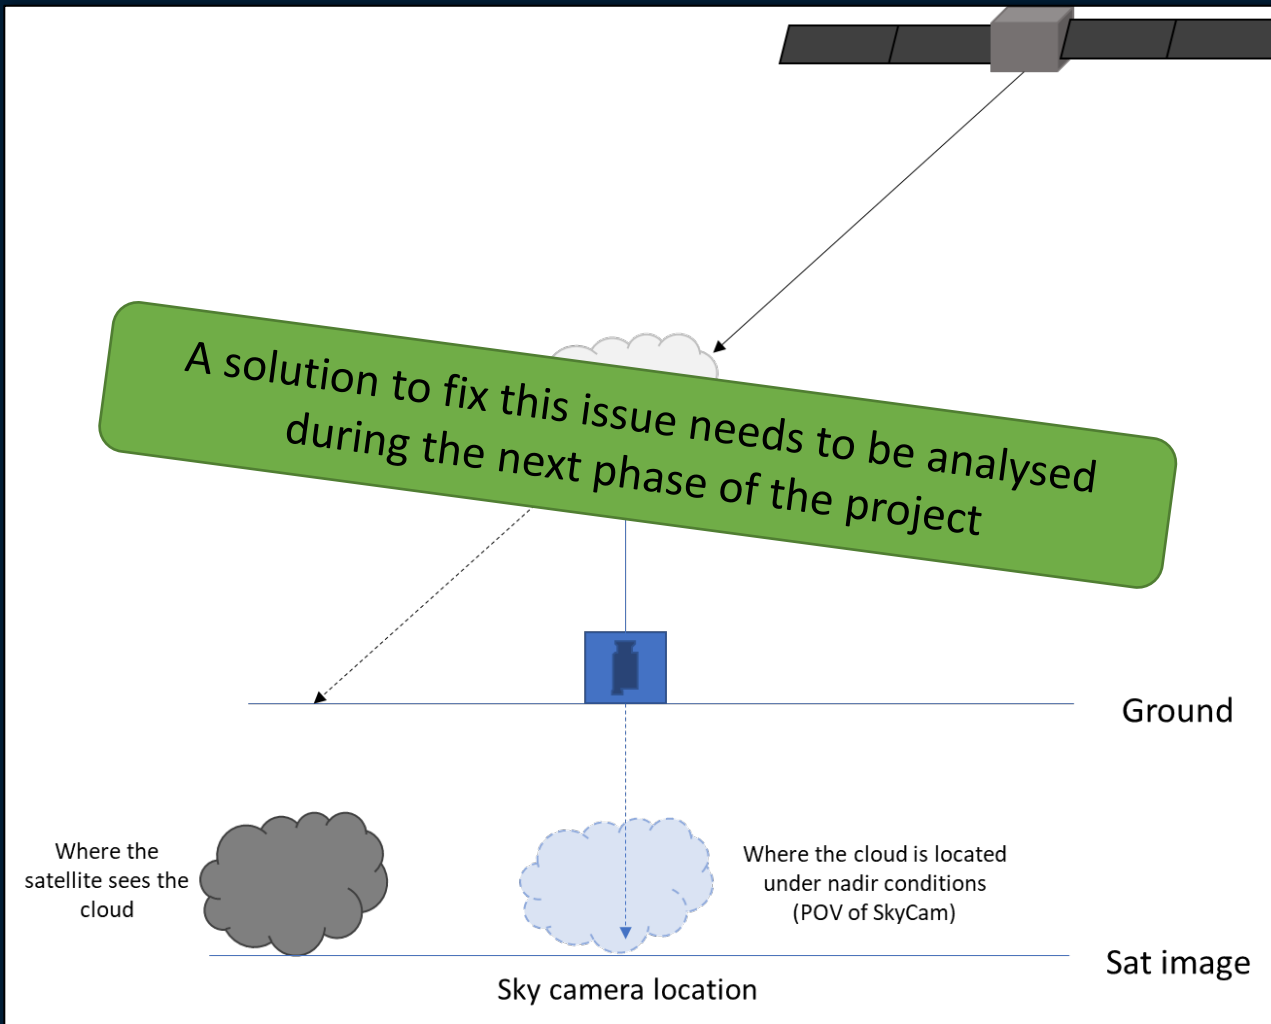 A solution to fix this issue needs to be analysed
during the next phase of the project
Ground
Where the
satellite sees the
cloud
Where the cloud is located
under nadir conditions
(POV of SkyCam)
Sat image
Sky camera location